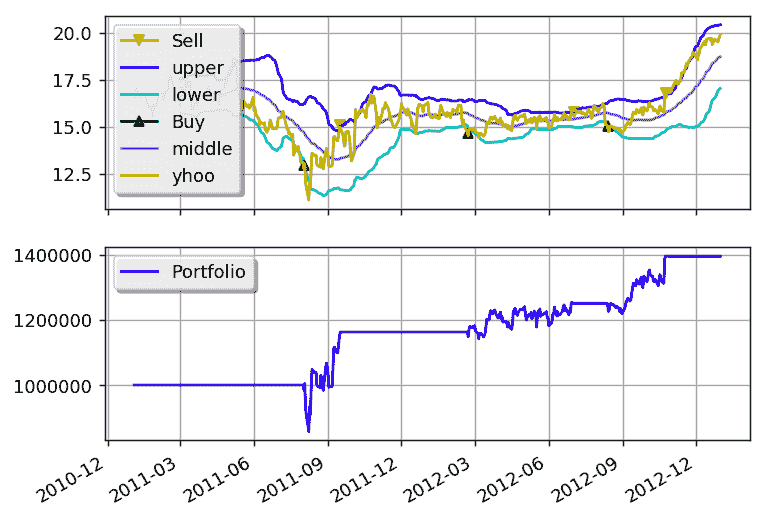 20.0
17.5
15.0
12.5
Sell
upper
lower
Buy
middle
yhoo
1400000
1200000
1000000
Portfolio
2010-12
2011-03
2011-06
2011-09
2011-12
2012-03
2012-06
2012-09
2012-12